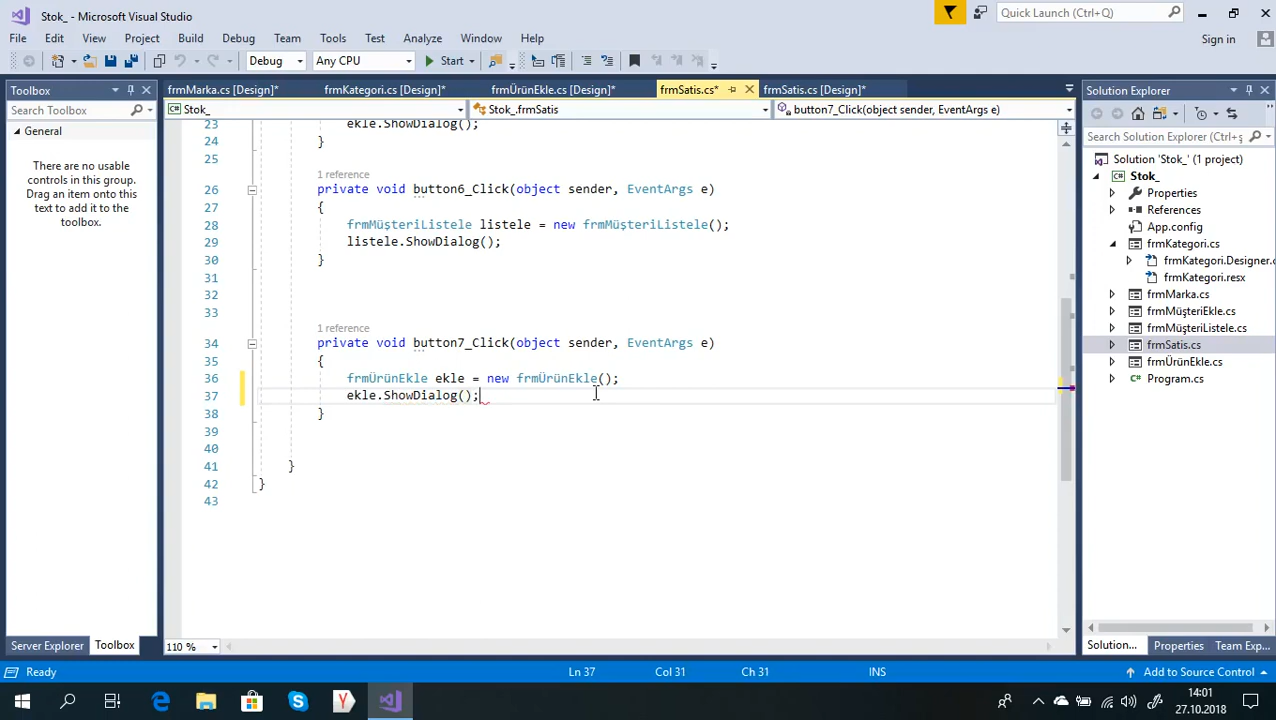 Stok_ - Microsoft Visual Studio
Quick Launch (Ctrl+Q)
File Edit View Project Build Debug Team Tools Test Analyze Window Help
Sign in
Debug Any CPU Start
Toolbox
frmMarka.cs [Design]* frmKategori.cs [Design]* frmÜrünEkle.cs [Design]* frmSatis.cs* frmSatis.cs [Design]*
Solution Explorer
Search Toolbox
Stok_ Stok_.frmSatis button7_Click(object sender, EventArgs e)
General
There are no usable
controls in this group.
Drag an item onto this
text to add it to the
toolbox.
Search Solution Explorer (Ctrl+ş
Solution 'Stok_' (1 project)
Stok_
Properties
References
App.config
frmKategori.cs
frmKategori.Designer.c
frmKategori.resx
frmMarka.cs
frmMüşteriEkle.cs
frmMüşteriListele.cs
frmSatis.cs
frmÜrünEkle.cs
Program.cs
23 ekle.ShowDialog();
24 }
25
1 reference
26 private void button6_Click(object sender, EventArgs e)
27 {
28 frmMüşteriListele listele = new frmMüşteriListele();
29 listele.ShowDialog();
30 }
31
32
33
1 reference
34 private void button7_Click(object sender, EventArgs e)
35 {
36 frmÜrünEkle ekle = new frmÜrünEkle();
37 ekle.ShowDialog();
38 }
39
40
41 }
42 }
43
Server Explorer Toolbox
110 %
Solution... Properties Team Exp...
Ready Ln 37 Col 31 Ch 31 INS Add to Source Control
14:01
27.10.2018